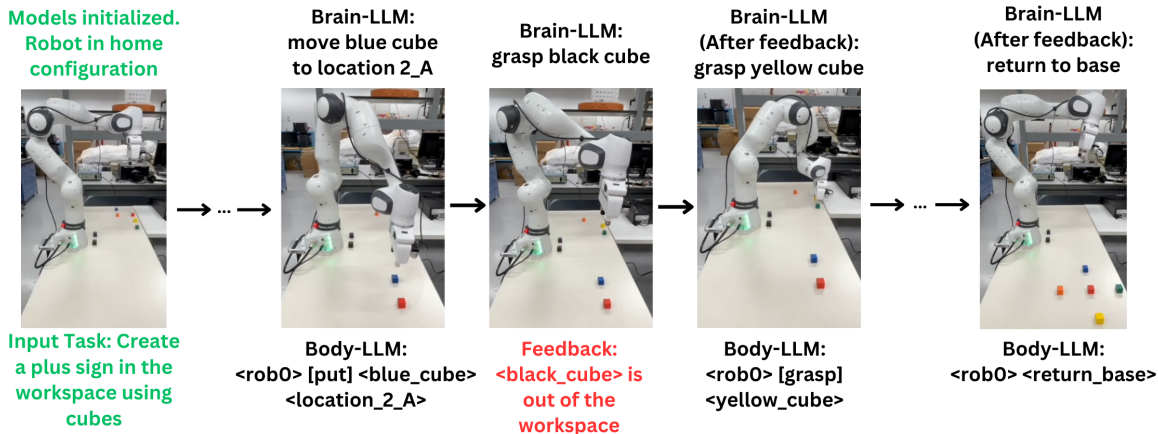 Models initialized.
Robot in home
configuration
Brain-LLM:
move blue cube
to location 2_A
Brain-LLM:
grasp black cube
Brain-LLM
(After feedback):
grasp yellow cube
Brain-LLM
(After feedback):
return to base
...
...
Input Task: Create
a plus sign in the
workspace using
cubes
Body-LLM:
<rob0> [put] <blue_cube>
<location_2_A>
Feedback:
<black_cube> is
out of the
workspace
Body-LLM:
<rob0> [grasp]
<yellow_cube>
Body-LLM:
<rob0> <return_base>